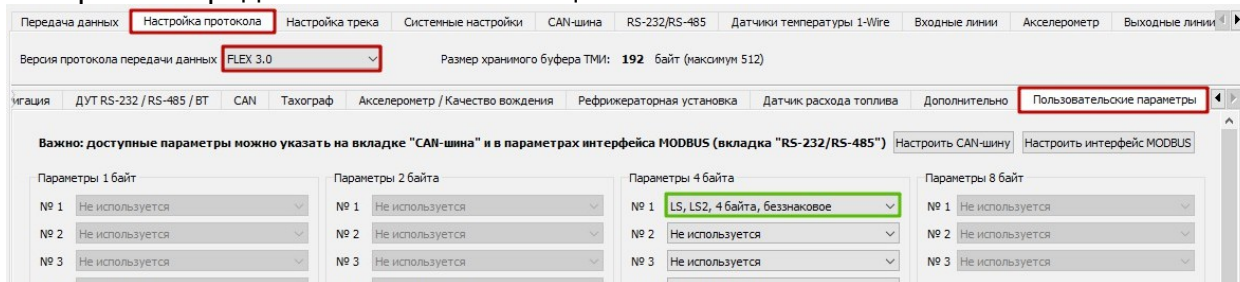 Передача данных Настройка протокола Настройка трека Системные настройки CAN-шина RS-232/RS-485 Датчики температуры 1-Wire Входные линии Акселерометр Выходные линии
Версия протокола передачи данных FLEX 3.0 Размер хранимого буфера ТМИ: 192 байт (максимум 512)
игация ДУТ RS-232 / RS-485 / BT CAN Тахограф Акселерометр / Качество вождения Рефрижераторная установка Датчик расхода топлива Дополнительно Пользовательские параметры
Важно: доступные параметры можно указать на вкладке "CAN-шина" и в параметрах интерфейса MODBUS (вкладка "RS-232/RS-485") Настроить CAN-шину Настроить интерфейс MODBUS
Параметры 1 байт Параметры 2 байта Параметры 4 байта Параметры 8 байт
№ 1 Не используется № 1 Не используется № 1 LS, LS2, 4 байта, беззнаковое № 1 Не используется
№ 2 Не используется № 2 Не используется № 2 Не используется № 2 Не используется
№ 3 Не используется № 3 Не используется № 3 Не используется № 3 Не используется